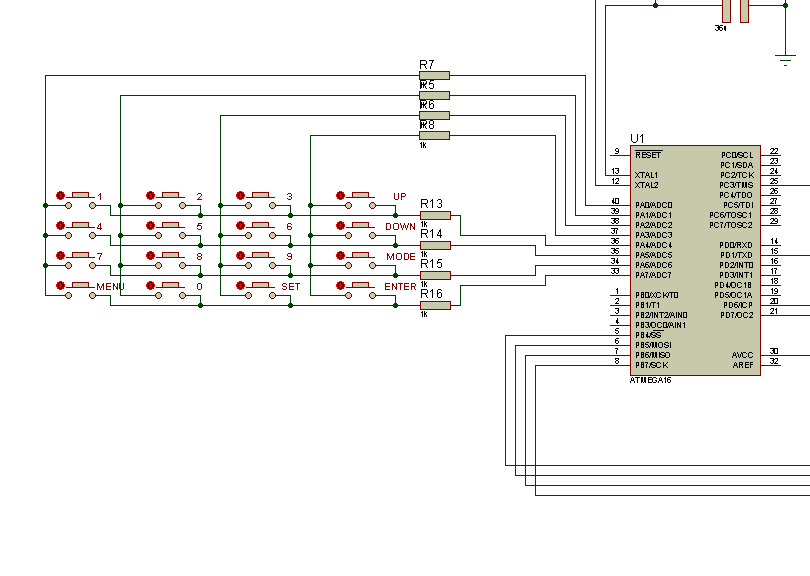 36k
R7
R5
R6
R8
1k
U1
9 RESET PC0/SCL 22
PC1/SDA 23
13 XTAL1 PC2/TCK 24
12 XTAL2 PC3/TMS 25
PC4/TDO 26
40 PA0/ADC0 PC5/TDI 27
39 PA1/ADC1 PC6/TOSC1 28
38 PA2/ADC2 PC7/TOSC2 29
37 PA3/ADC3
36 PA4/ADC4 PD0/RXD 14
35 PA5/ADC5 PD1/TXD 15
34 PA6/ADC6 PD2/INT0 16
33 PA7/ADC7 PD3/INT1 17
PD4/OC1B 18
1 PB0/XCK/T0 PD5/OC1A 19
2 PB1/T1 PD6/ICP 20
3 PB2/INT2/AIN0 PD7/OC2 21
4 PB3/OC0/AIN1
5 PB4/SS
6 PB5/MOSI
7 PB6/MISO AVCC 30
8 PB7/SCK AREF 32
ATMEGA16
1 2 3 UP
R13
1k
4 5 6 DOWN
R14
1k
7 8 9 MODE
R15
1k
MENU 0 SET ENTER
R16
1k